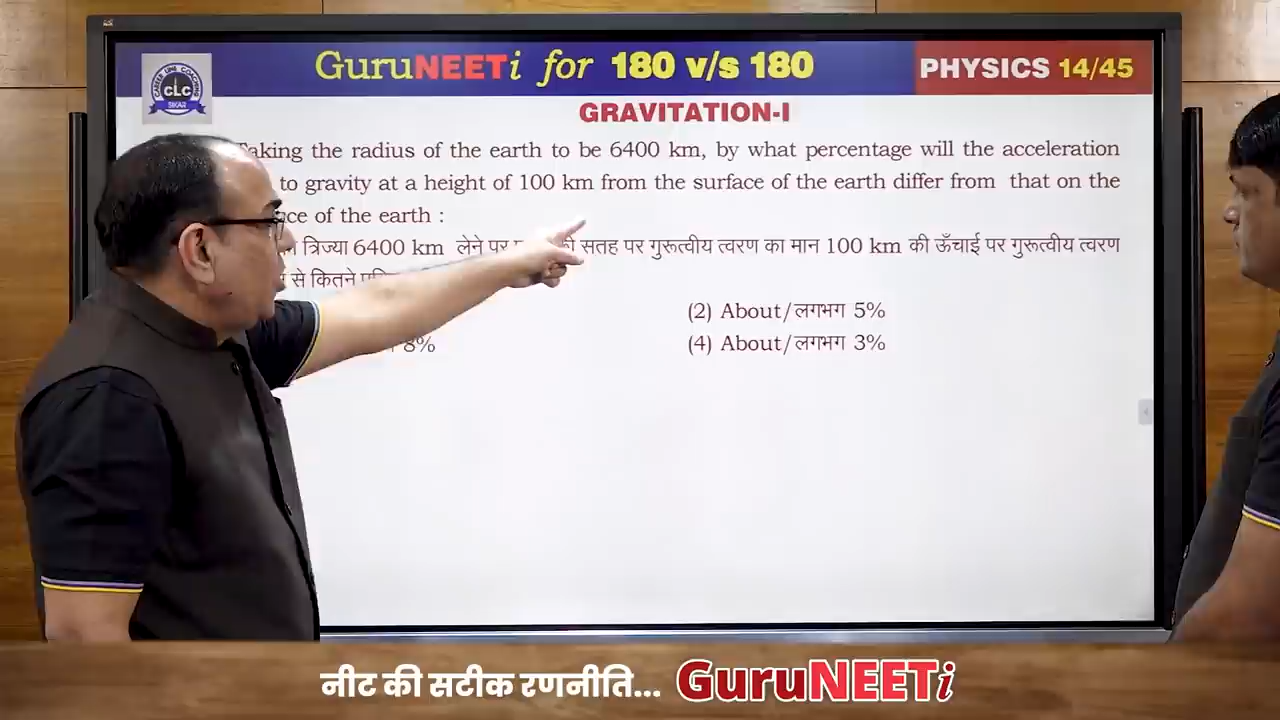 GuruNEETi for 180 v/s 180
PHYSICS 14/45
CLC
SIKAR
GRAVITATION-I
Taking the radius of the earth to be 6400 km, by what percentage will the acceleration
to gravity at a height of 100 km from the surface of the earth differ from that on the
of the earth :
त्रिज्या 6400 km लेने पर सतह पर गुरूत्वीय त्वरण का मान 100 km की ऊँचाई पर गुरूत्वीय त्वरण
से कितने
(2) About/लगभग 5%
8%
(4) About/लगभग 3%
नीट की सटीक रणनीति... GuruNEETi